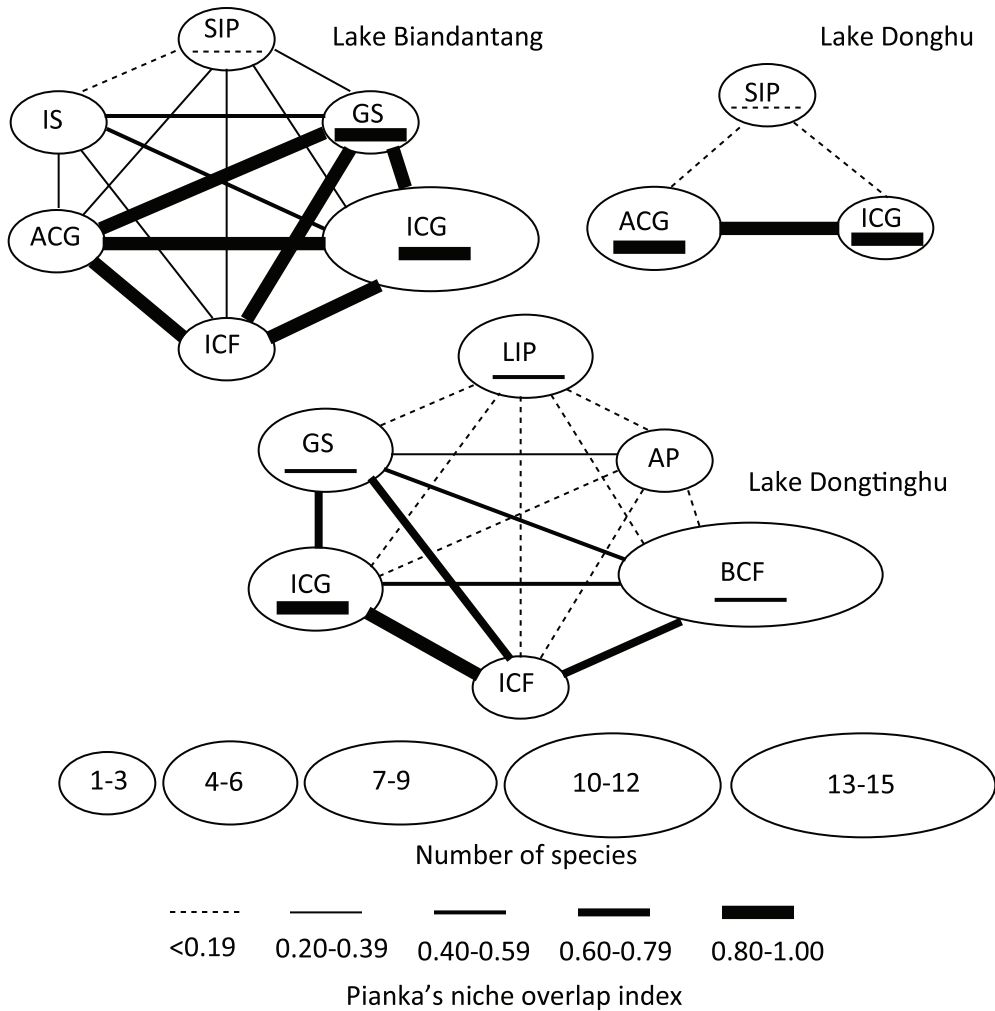 Lake Biandantang
SIP
IS
GS
ACG
ICG
ICF
Lake Donghu
SIP
ACG
ICG
Lake Dongtinghu
LIP
GS
AP
ICG
BCF
ICF
1-3 4-6 7-9 10-12 13-15
Number of species
<0.19 0.20-0.39 0.40-0.59 0.60-0.79 0.80-1.00
Pianka's niche overlap index